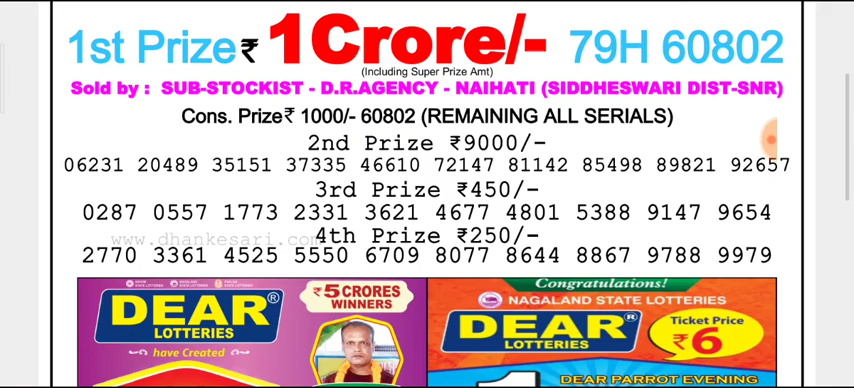 1st Prize ₹ 1Crore/- 79H 60802
(Including Super Prize Amt)
Sold by : SUB-STOCKIST - D.R.AGENCY - NAIHATI (SIDDHESWARI DIST-SNR)
Cons. Prize ₹ 1000/- 60802 (REMAINING ALL SERIALS)
2nd Prize ₹9000/-
06231 20489 35151 37335 46610 72147 81142 85498 89821 92657
3rd Prize ₹450/-
0287 0557 1773 2331 3621 4677 4801 5388 9147 9654
www.dhankesari.com
4th Prize ₹250/-
2770 3361 4525 5550 6709 8077 8644 8867 9788 9979
DEAR®
LOTTERIES
have Created
₹5 CRORES
WINNERS
Congratulations!
NAGALAND STATE LOTTERIES
DEAR®
LOTTERIES
Ticket Price
₹6
1
DEAR PARROT EVENING